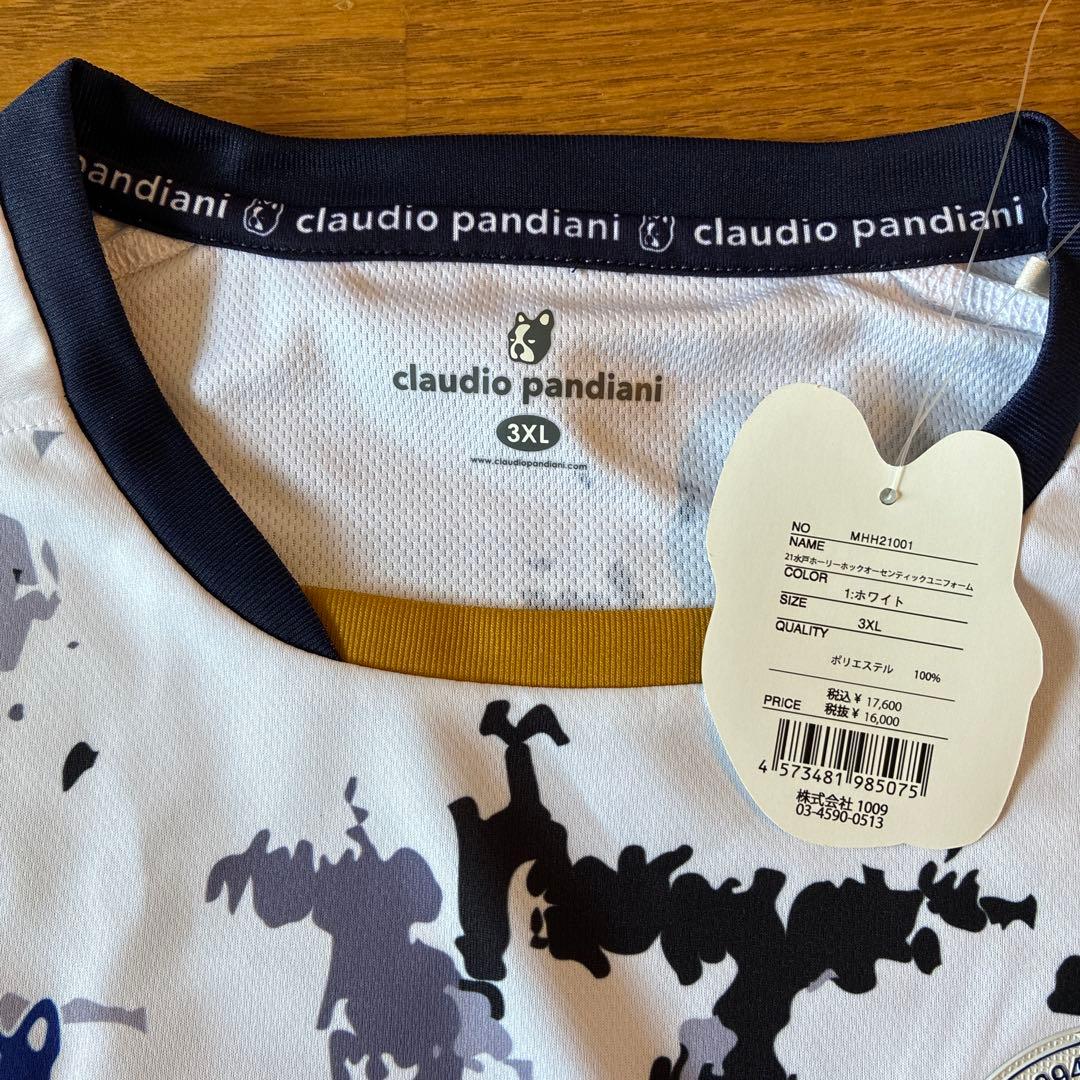 pandiani claudio pandiani claudio pandiani
claudio pandiani
3XL
www.claudiopandiani.com
NO MHH21001
NAME
21水戸ホーリーホックオーセンティックユニフォーム
COLOR
1:ホワイト
SIZE
3XL
QUALITY
ポリエステル 100%
税込¥ 17,600
PRICE 税抜¥ 16,000
4 573481 985075
株式会社 1009
03-4590-0513